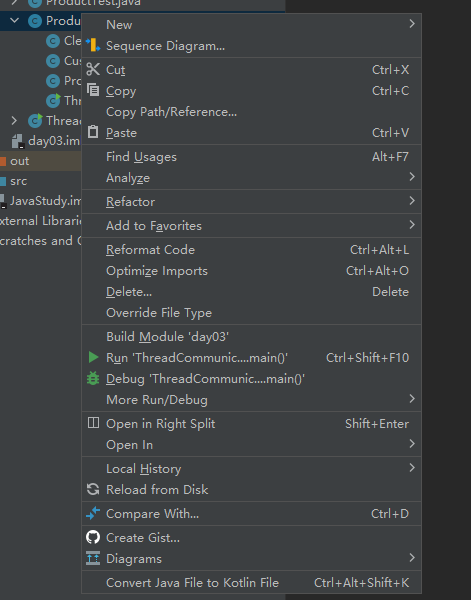 ProductTest.java
Produ
New
Sequence Diagram...
Cle
Cut Ctrl+X
Cus
Copy Ctrl+C
Pro
Copy Path/Reference...
Thr
Paste Ctrl+V
Thread
day03.im
Find Usages Alt+F7
out
Analyze
src
JavaStudy.im
Refactor
xternal Librarie
Add to Favorites
cratches and C
Reformat Code Ctrl+Alt+L
Optimize Imports Ctrl+Alt+O
Delete... Delete
Override File Type
Build Module 'day03'
Run 'ThreadCommunic....main()' Ctrl+Shift+F10
Debug 'ThreadCommunic....main()'
More Run/Debug
Open in Right Split Shift+Enter
Open In
Local History
Reload from Disk
Compare With... Ctrl+D
Create Gist...
Diagrams
Convert Java File to Kotlin File Ctrl+Alt+Shift+K